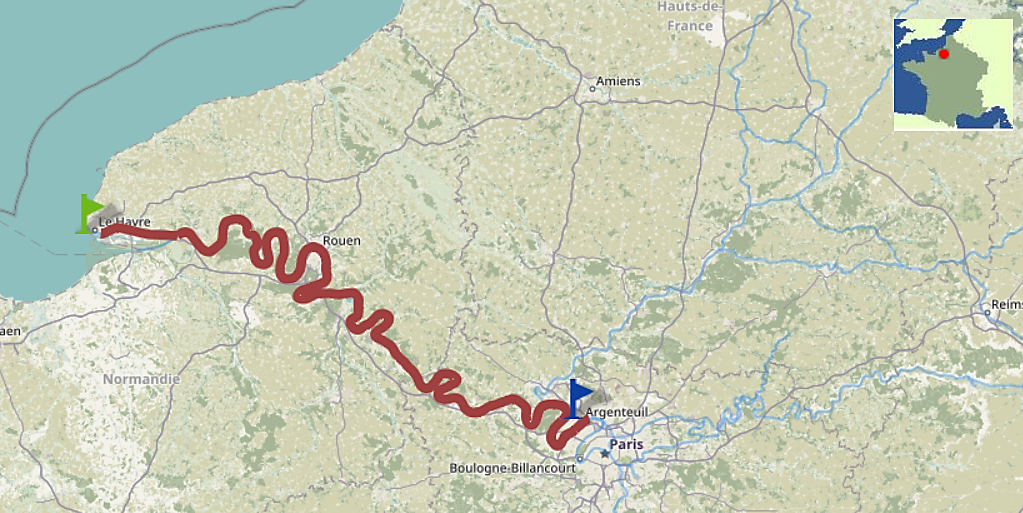 Hauts-de-
France
Amiens
Le Havre
Rouen
Reims
aen
Normandie
Argenteuil
Paris
Boulogne-Billancourt